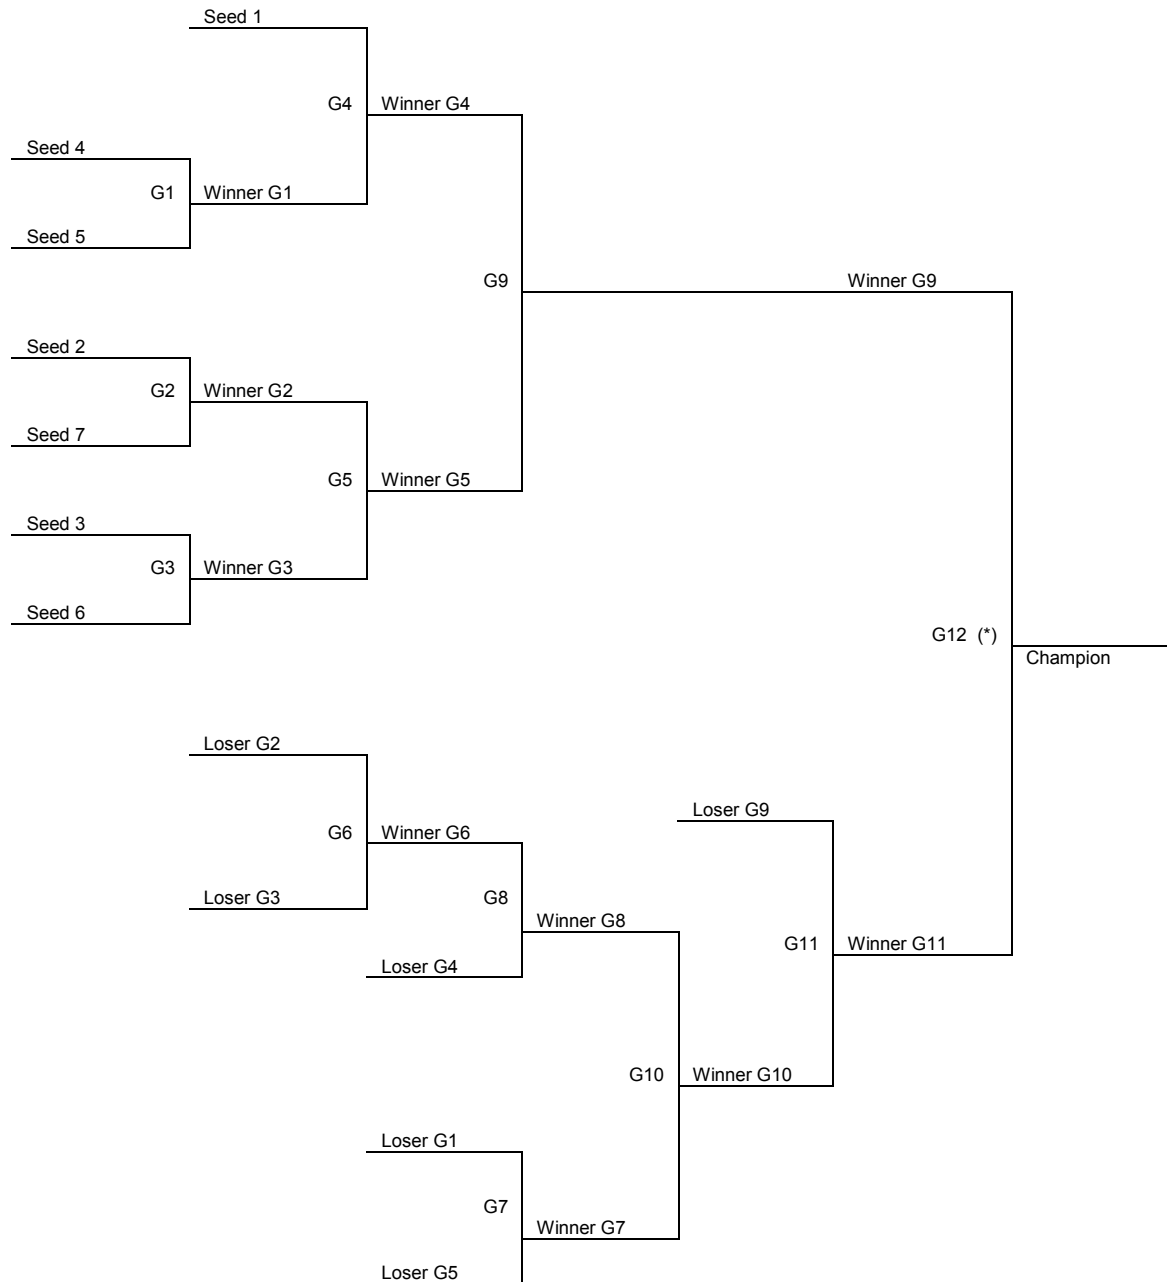 Seed 1
G4
Winner G4
Seed 4
G1
Winner G1
Seed 5
G9
Winner G9
Seed 2
G2
Winner G2
Seed 7
G5
Winner G5
Seed 3
G3
Winner G3
Seed 6
G12 (*)
Champion
Loser G2
Loser G9
G6
Winner G6
Loser G3
G8
Winner G8
G11
Winner G11
Loser G4
G10
Winner G10
Loser G1
G7
Winner G7
Loser G5